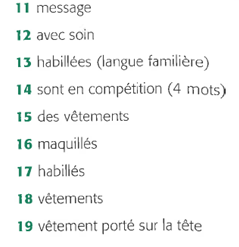 11 message
12 avec soin
13 habillées (langue familière)
14 sont en compétition (4 mots)
15 des vêtements
16 maquillés
17 habillés
18 vêtements
19 vêtement porté sur la tête